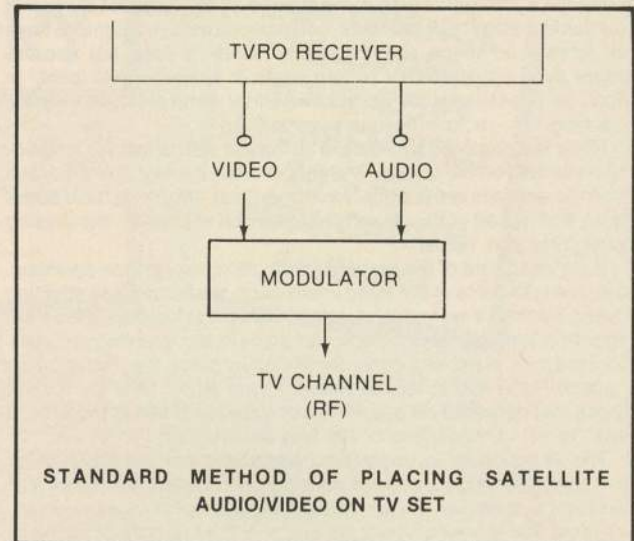 TVRO RECEIVER
VIDEO AUDIO
MODULATOR
TV CHANNEL
(RF)
STANDARD METHOD OF PLACING SATELLITE
AUDIO/VIDEO ON TV SET